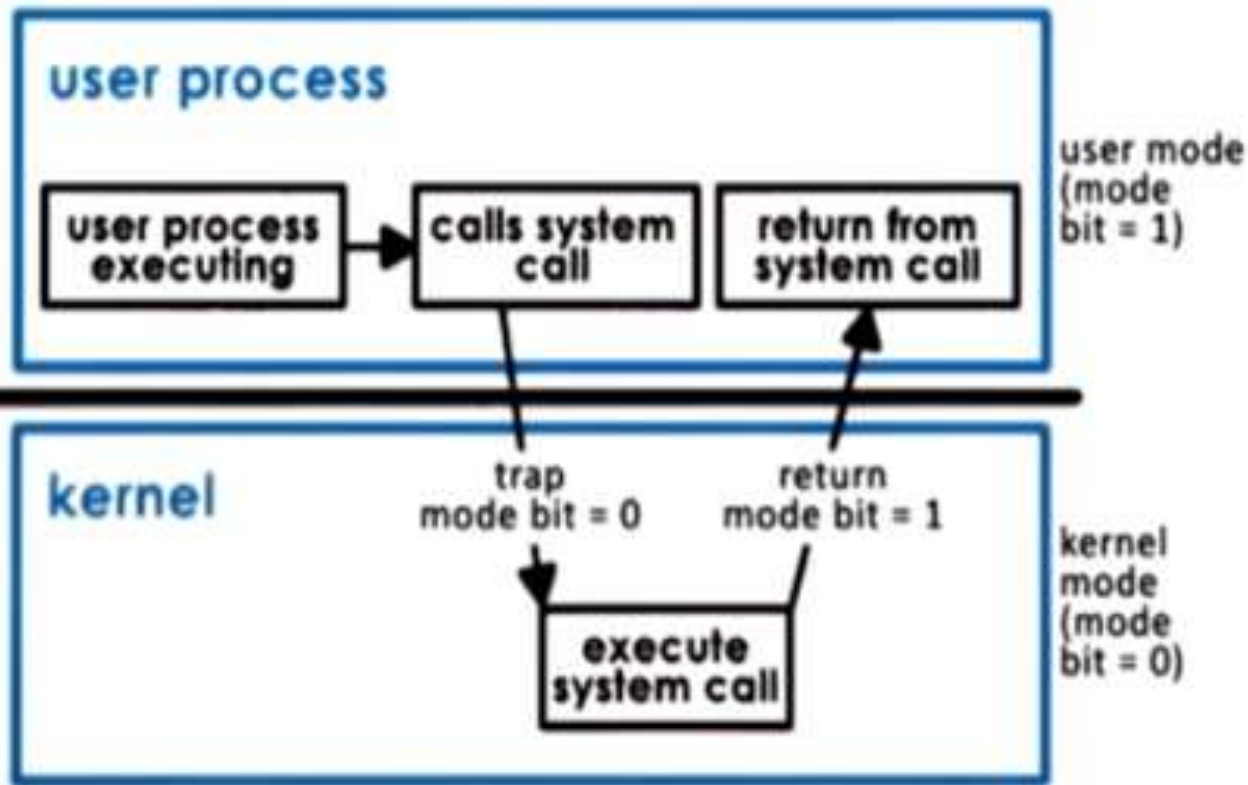 user process
user process
executing
calls system
call
return from
system call
user mode
(mode
bit = 1)
kernel
trap
mode bit = 0
return
mode bit = 1
kernel
mode
(mode
bit = 0)
execute
system call